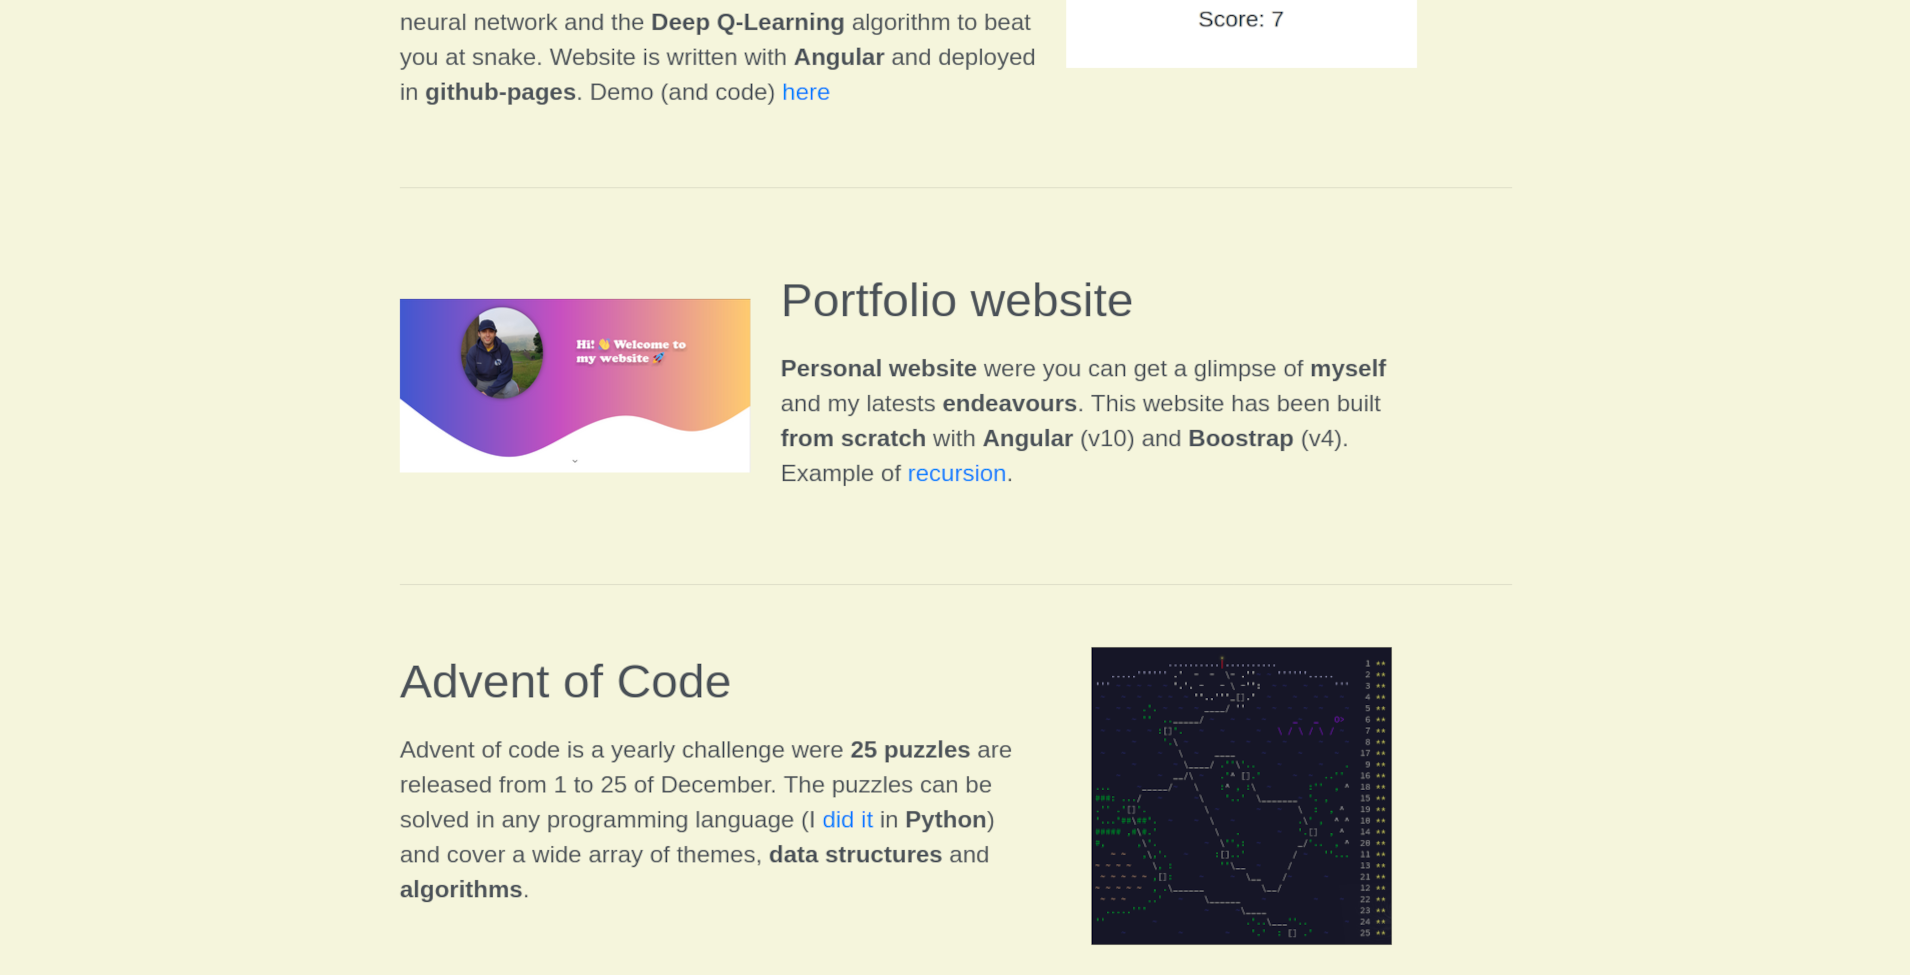 neural network and the Deep Q-Learning algorithm to beat
you at snake. Website is written with Angular and deployed
in github-pages. Demo (and code) here
Score: 7
Hi! 👋 Welcome to
my website 🚀
Portfolio website
Personal website were you can get a glimpse of myself
and my latests endeavours. This website has been built
from scratch with Angular (v10) and Boostrap (v4).
Example of recursion.
Advent of Code
Advent of code is a yearly challenge were 25 puzzles are
released from 1 to 25 of December. The puzzles can be
solved in any programming language (I did it in Python)
and cover a wide array of themes, data structures and
algorithms.
1 **
2 **
3 **
4 **
5 **
6 **
7 **
8 **
17 **
9 **
16 **
18 **
15 **
19 **
10 **
14 **
20 **
11 **
13 **
21 **
12 **
22 **
23 **
24 **
25 **